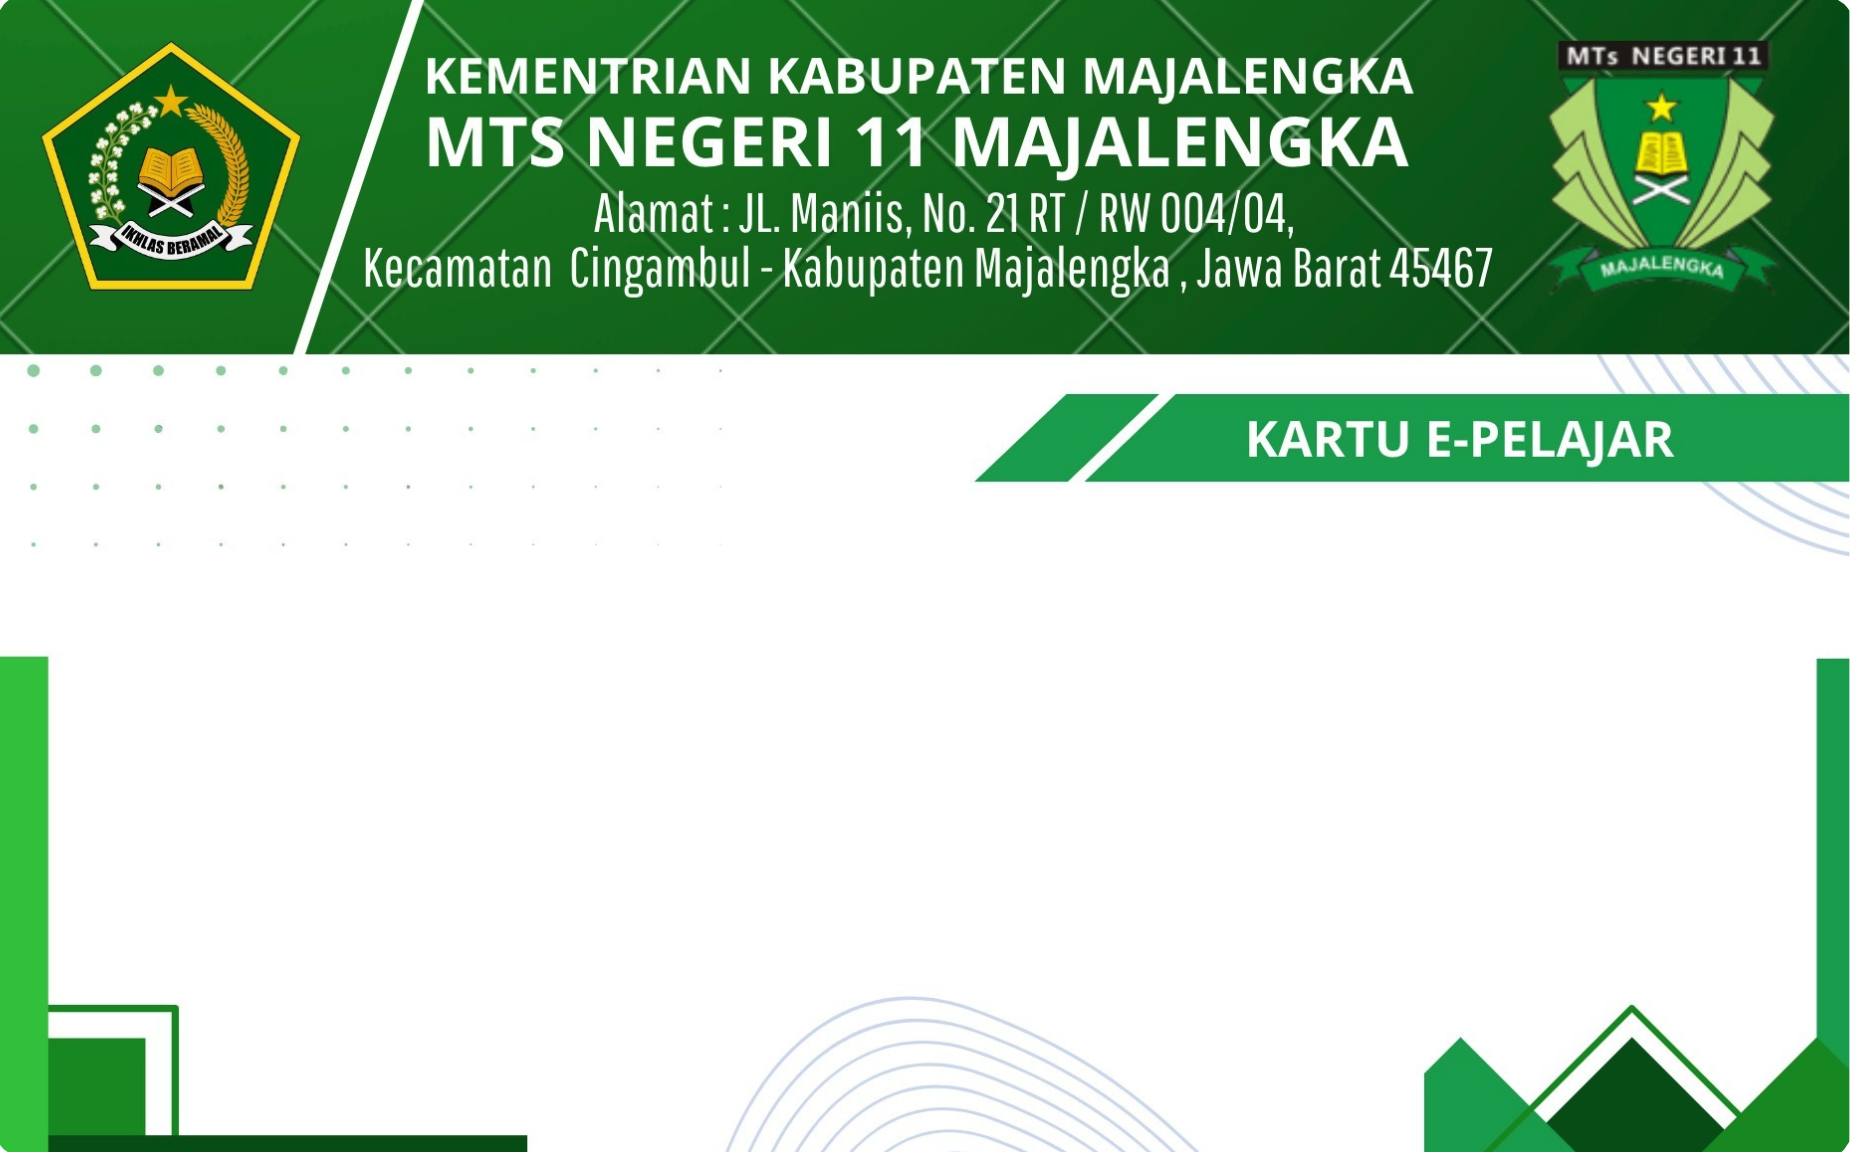 KEMENTRIAN KABUPATEN MAJALENGKA
MTS NEGERI 11 MAJALENGKA
Alamat : JL. Maniis, No. 21 RT / RW 004/04,
Kecamatan Cingambul - Kabupaten Majalengka , Jawa Barat 45467
IKHLAS BERAMAL
MTs NEGERI 11
MAJALENGKA
KARTU E-PELAJAR